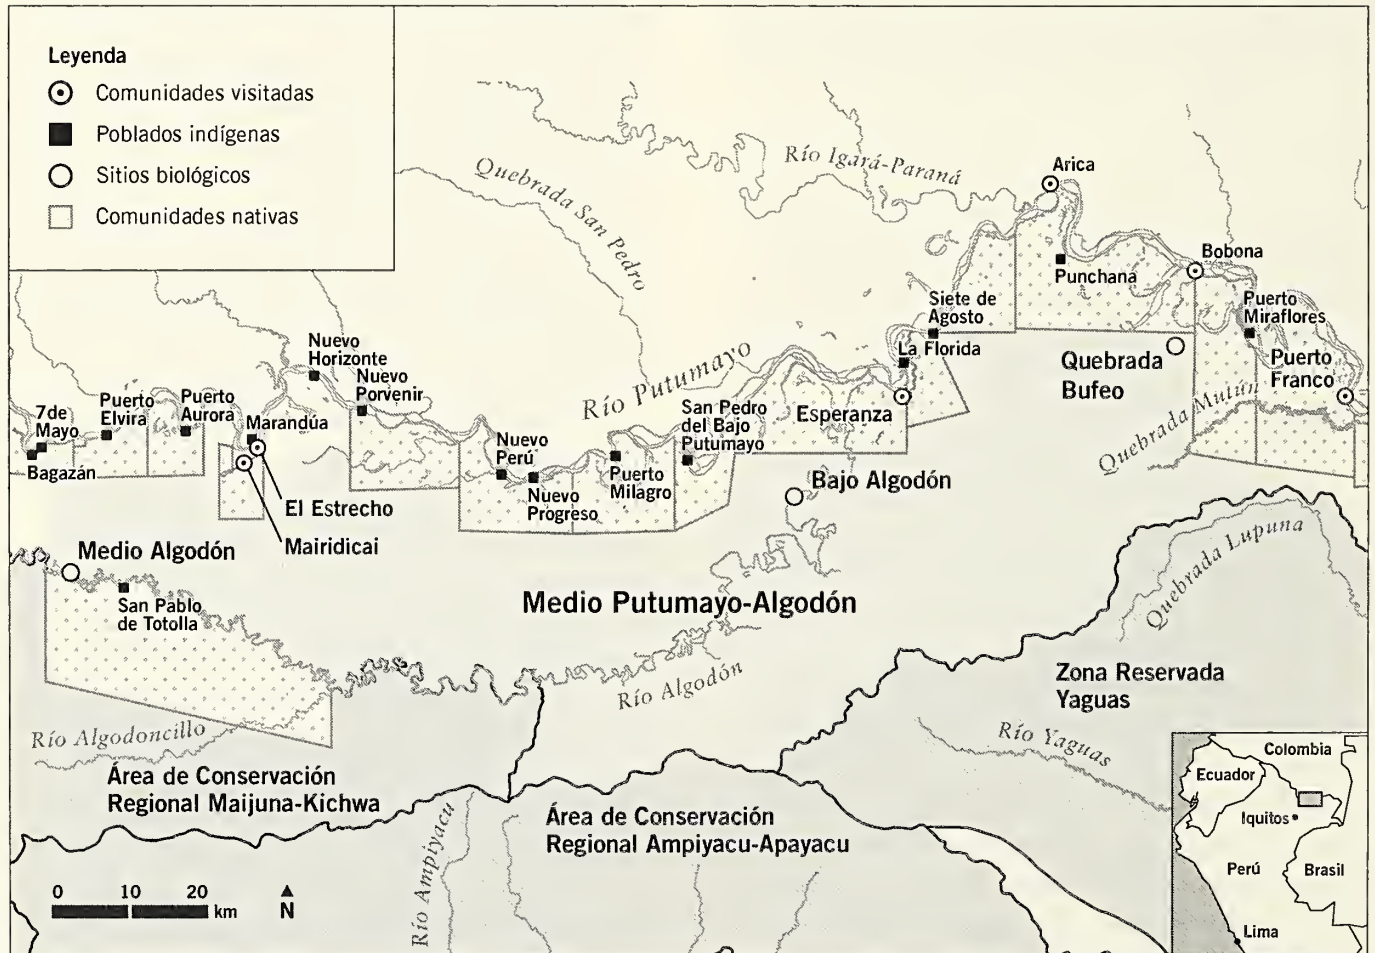 Leyenda
Comunidades visitadas
Poblados indígenas
Sitios biológicos
Comunidades nativas
Quebrada San Pedro
Río Igará-Paraná
Arica
Punchana
Bobona
Siete de
Agosto
La Florida
Puerto
Miraflores
Quebrada
Bufeo
Puerto
Franco
Quebrada Mutún
Río Putumayo
Nuevo
Horizonte
Nuevo
Porvenir
7de
Mayo
Bagazán
Puerto
Elvira
Puerto
Aurora
Marandúa
El Estrecho
Mairidicai
Nuevo
Perú
Nuevo
Progreso
Puerto
Milagro
San Pedro
del Bajo
Putumayo
Esperanza
Bajo Algodón
Medio Algodón
San Pablo
de Totolla
Medio Putumayo-Algodón
Quebrada Lupuna
Río Algodón
Río Algodoncillo
Zona Reservada
Yaguas
Río Yaguas
Área de Conservación
Regional Maijuna-Kichwa
Área de Conservación
Regional Ampiyacu-Apayacu
Río Ampiyacu
0 10 20
km
N
Colombia
Ecuador
Iquitos
Perú
Brasil
Lima